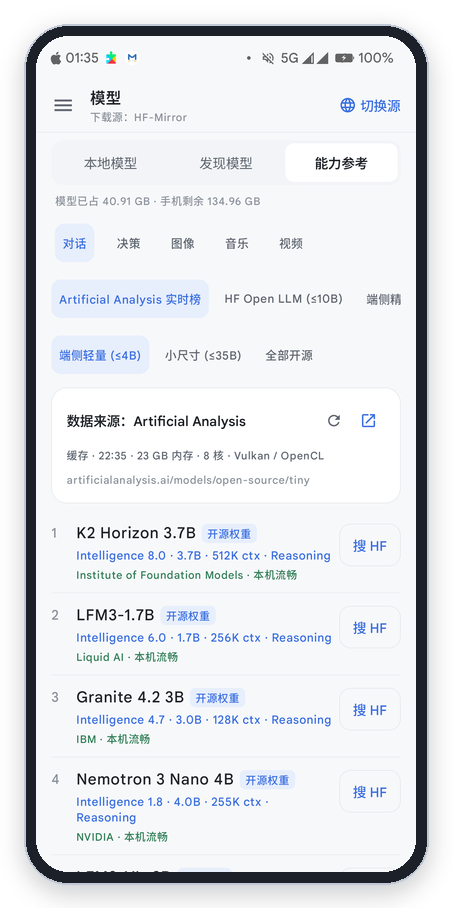 01:35
5G
100%
模型
下载源：HF-Mirror
切换源
本地模型
发现模型
能力参考
模型已占 40.91 GB · 手机剩余 134.96 GB
对话
决策
图像
音乐
视频
Artificial Analysis 实时榜
HF Open LLM (≤10B)
端侧精
端侧轻量 (≤4B)
小尺寸 (≤35B)
全部开源
数据来源：Artificial Analysis
缓存 · 22:35 · 23 GB 内存 · 8 核 · Vulkan / OpenCL
artificialanalysis.ai/models/open-source/tiny
1
K2 Horizon 3.7B 开源权重
Intelligence 8.0 · 3.7B · 512K ctx · Reasoning
Institute of Foundation Models · 本机流畅
搜 HF
2
LFM3-1.7B 开源权重
Intelligence 6.0 · 1.7B · 256K ctx · Reasoning
Liquid AI · 本机流畅
搜 HF
3
Granite 4.2 3B 开源权重
Intelligence 4.7 · 3.0B · 128K ctx · Reasoning
IBM · 本机流畅
搜 HF
4
Nemotron 3 Nano 4B 开源权重
Intelligence 1.8 · 4.0B · 255K ctx ·
Reasoning
NVIDIA · 本机流畅
搜 HF